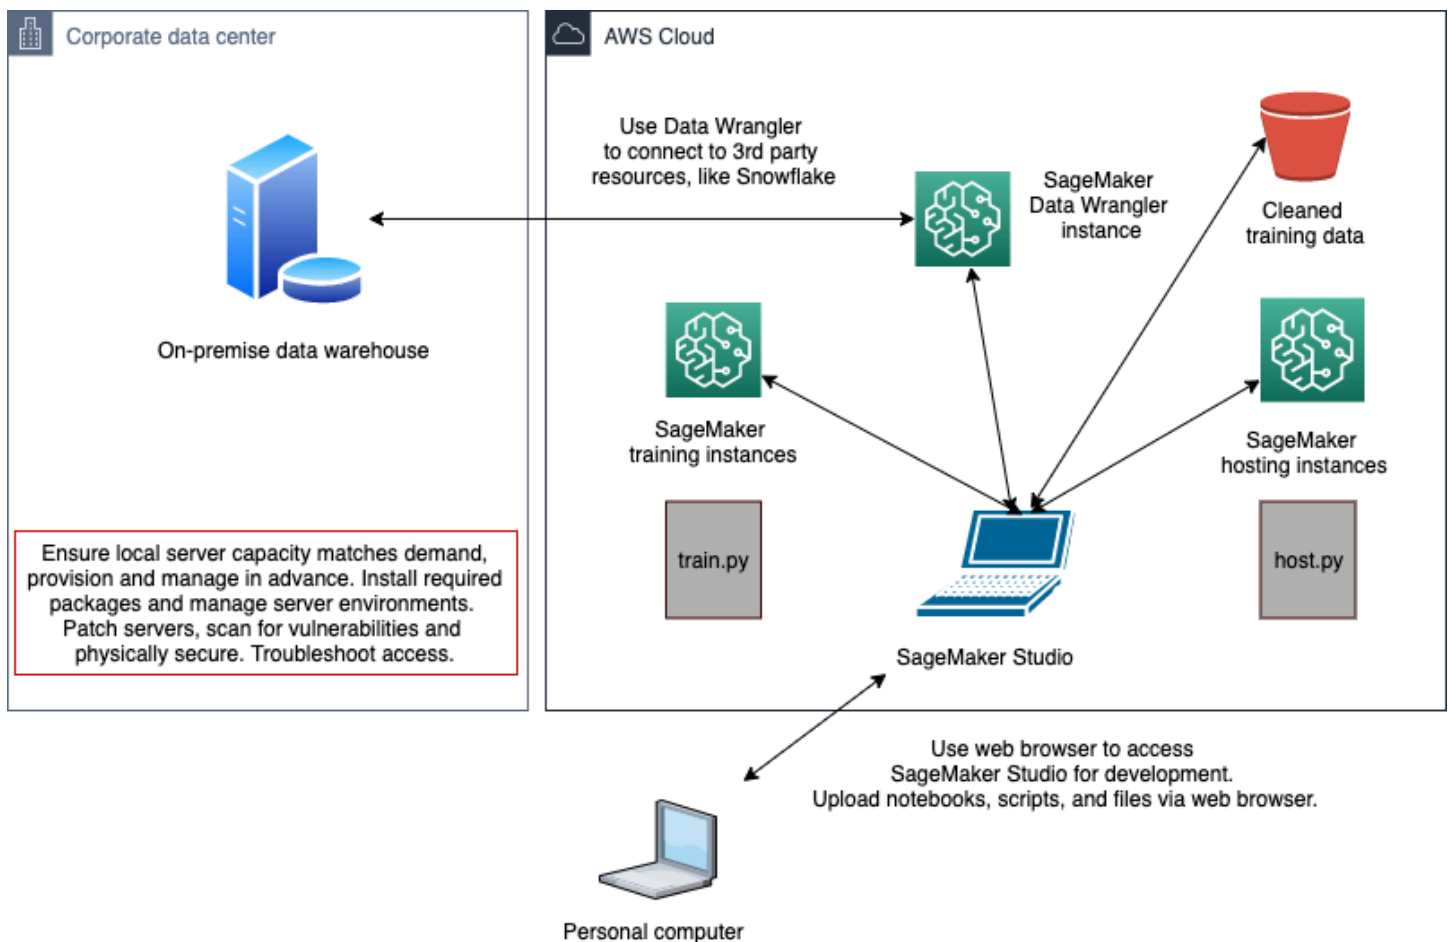 Corporate data center
AWS Cloud
Use Data Wrangler
to connect to 3rd party
resources, like Snowflake
SageMaker
Data Wrangler
instance
Cleaned
training data
On-premise data warehouse
SageMaker
training instances
SageMaker
hosting instances
Ensure local server capacity matches demand,
provision and manage in advance. Install required
packages and manage server environments.
Patch servers, scan for vulnerabilities and
physically secure. Troubleshoot access.
train.py
host.py
SageMaker Studio
Use web browser to access
SageMaker Studio for development.
Upload notebooks, scripts, and files via web browser.
Personal computer